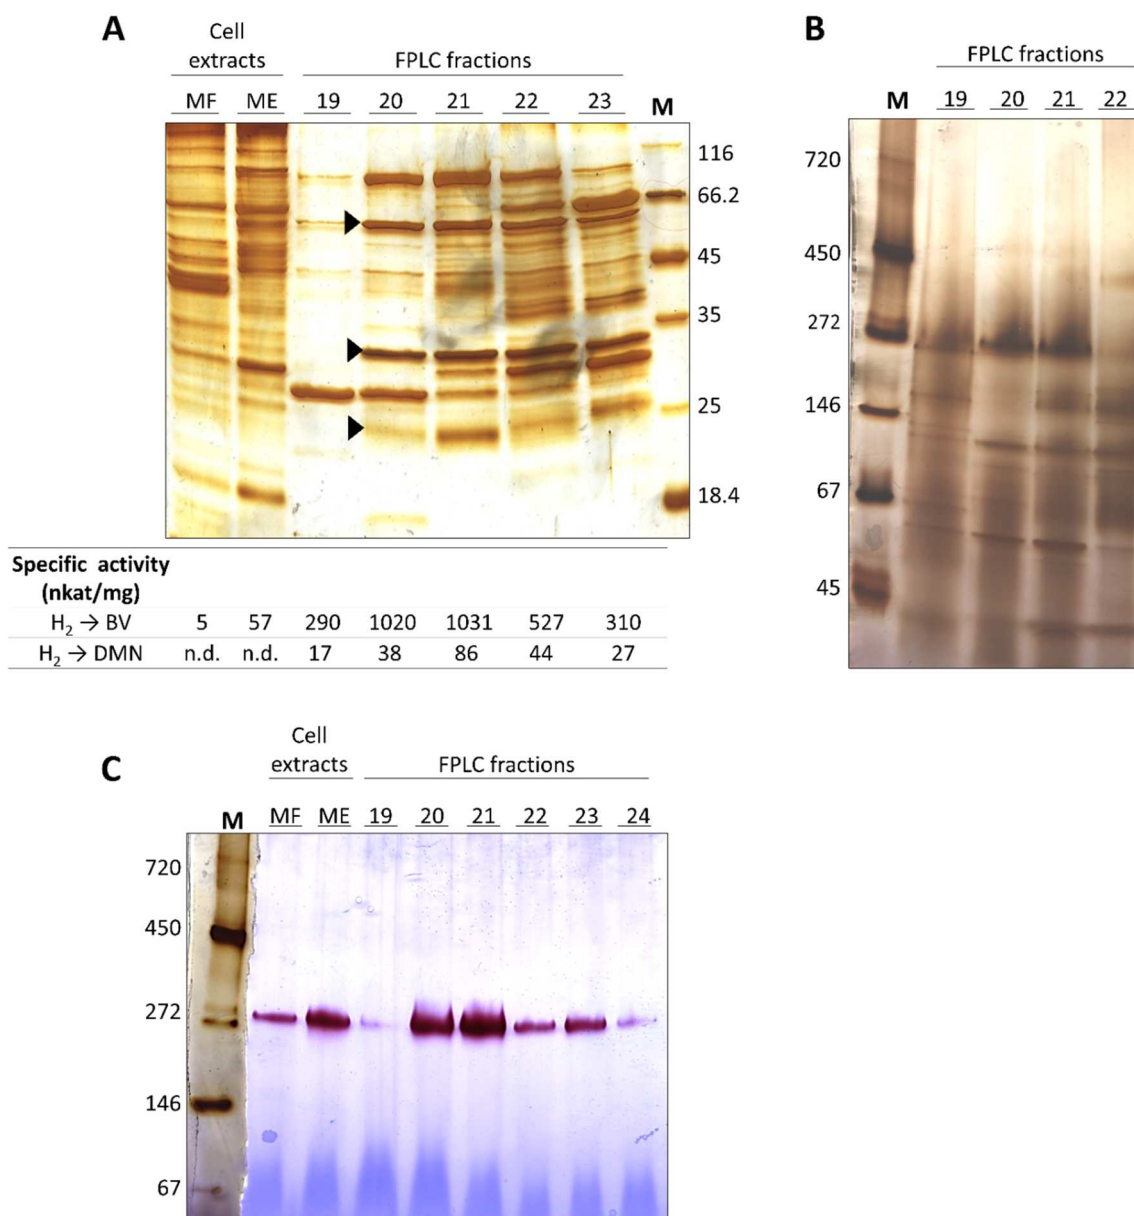 A
Cell
extracts
FPLC fractions
MF ME 19 20 21 22 23 M
116
66.2
45
35
25
18.4
Specific activity
(nkat/mg)
H₂ → BV 5 57 290 1020 1031 527 310
H₂ → DMN n.d. n.d. 17 38 86 44 27
B
FPLC fractions
M 19 20 21 22
720
450
272
146
67
45
C
Cell
extracts
FPLC fractions
M MF ME 19 20 21 22 23 24
720
450
272
146
67